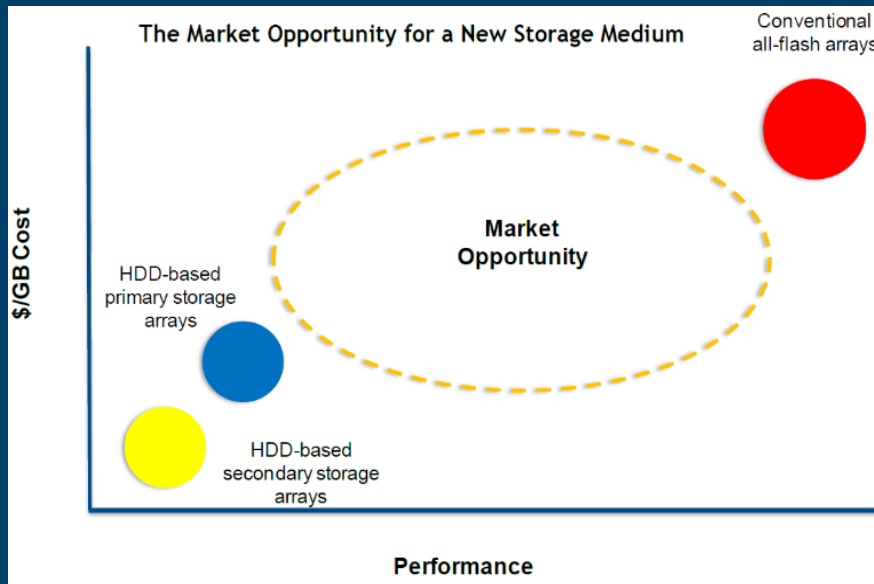 The Market Opportunity for a New Storage Medium
Conventional
all-flash arrays
Market
Opportunity
$/GB Cost
HDD-based
primary storage
arrays
HDD-based
secondary storage
arrays
Performance